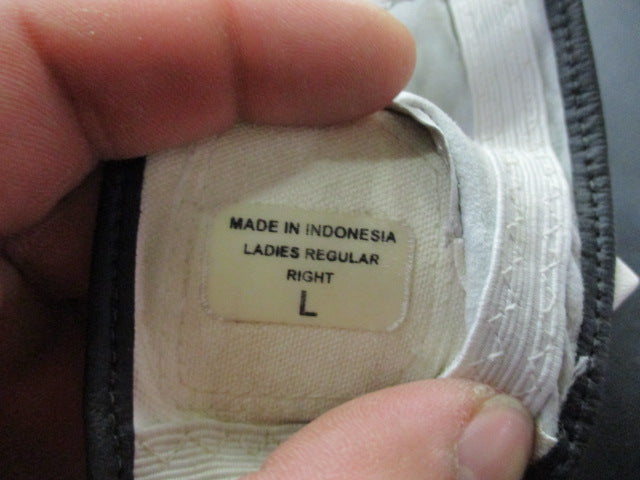 MADE IN INDONESIA
LADIES REGULAR
RIGHT
L